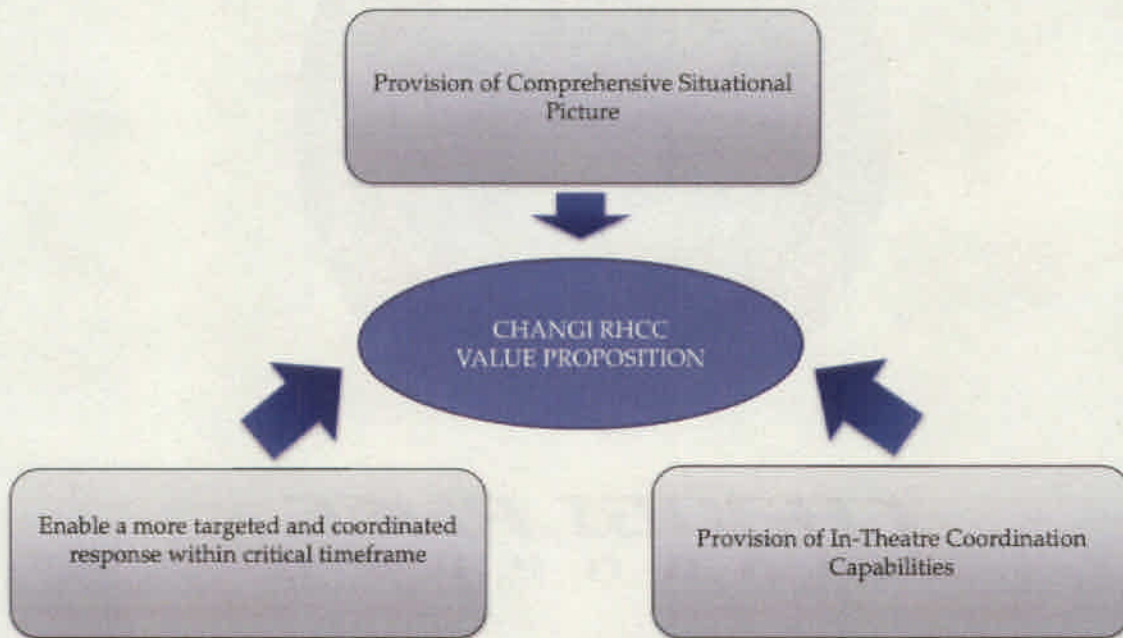 Provision of Comprehensive Situational
Picture
CHANGI RHCC
VALUE PROPOSITION
Enable a more targeted and coordinated
response within critical timeframe
Provision of In-Theatre Coordination
Capabilities